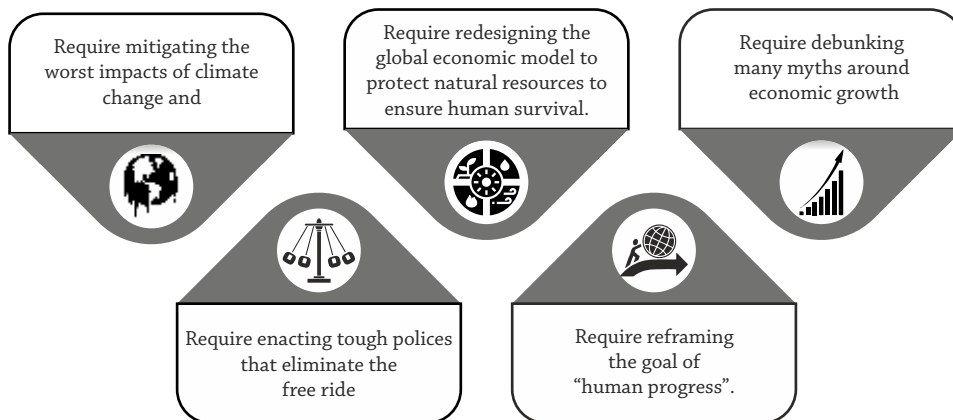 Require mitigating the
worst impacts of climate
change and
Require redesigning the
global economic model to
protect natural resources to
ensure human survival.
Require debunking
many myths around
economic growth
Require enacting tough polices
that eliminate the
free ride
Require reframing
the goal of
“human progress”.